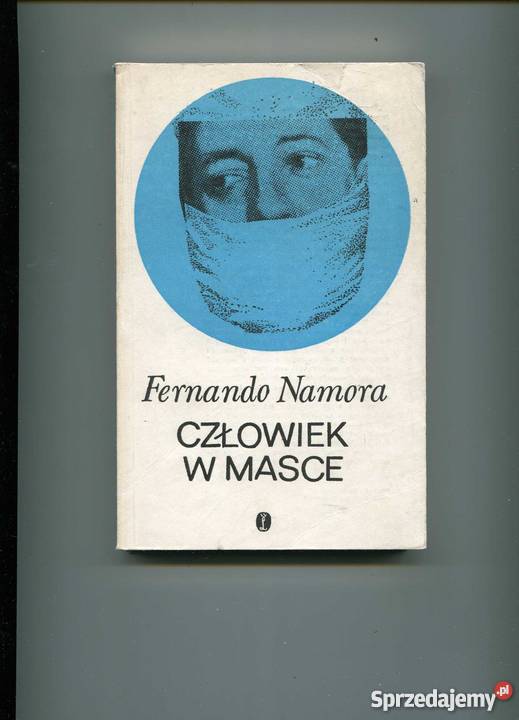 Fernando Namora
CZŁOWIEK
W MASCE
Sprzedajemy.pl